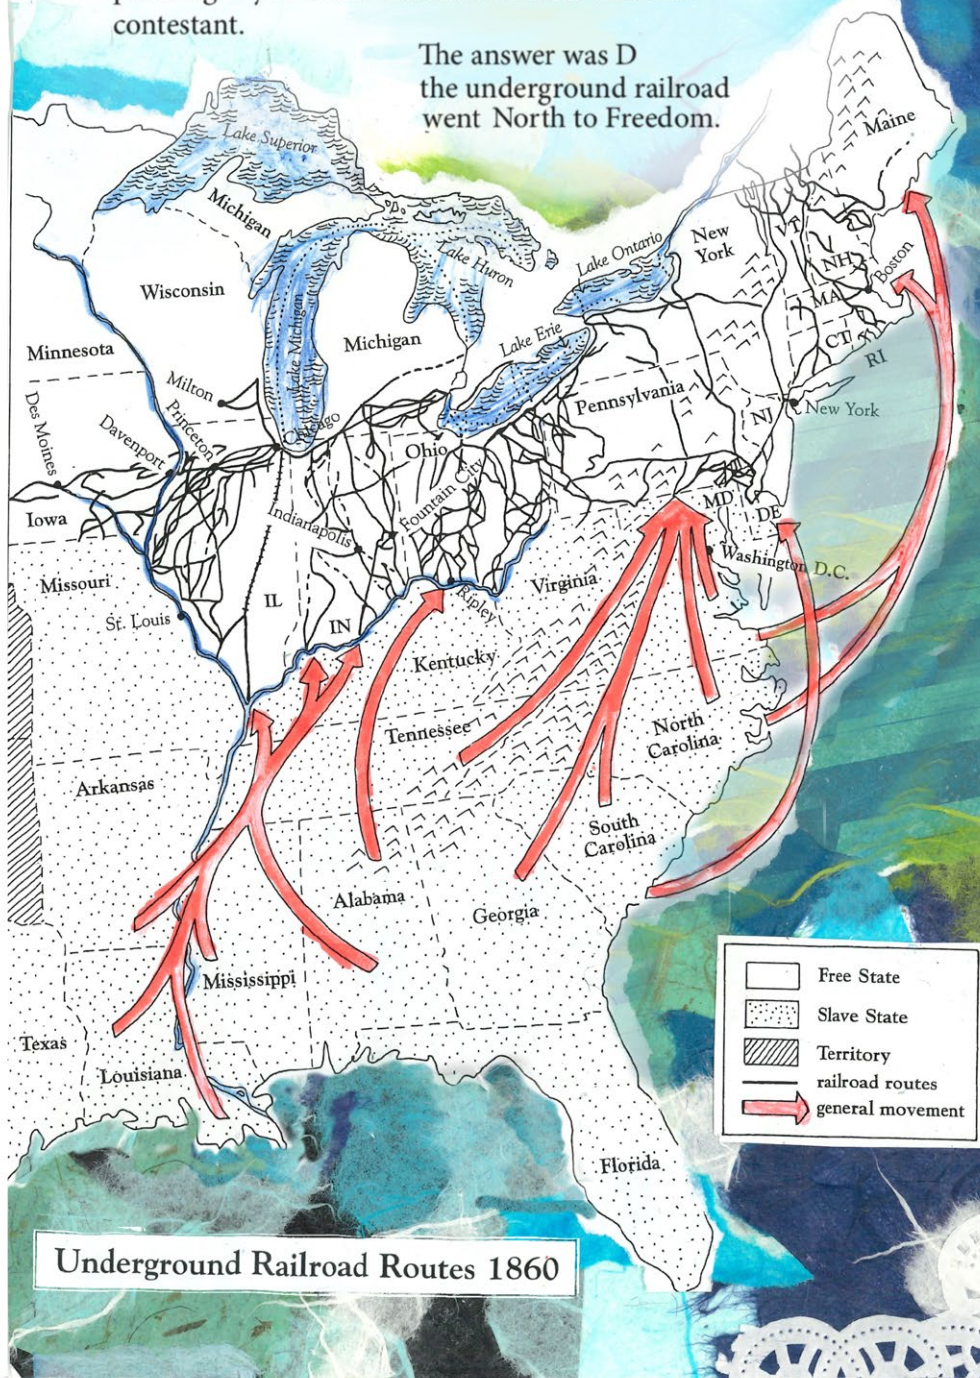 contestant.
The answer was D
the underground railroad
went North to Freedom.
Lake Superior
Maine
Michigan
New
York
VT
Lake Ontario
Lake Huron
NH
Boston
Wisconsin
MA
Lake Michigan
Michigan
Lake Erie
CT
RI
Minnesota
Milton
Pennsylvania
NJ
New York
Des Moines
Princeton
Davenport
Chicago
Ohio
Fountain City
MD
DE
Iowa
Indianapolis
Washington D.C.
Missouri
Virginia
Ripley
IL
IN
St. Louis
Kentucky
Tennessee
North
Carolina
Arkansas
South
Carolina
Alabama
Georgia
Mississippi
Free State
Slave State
Texas
Territory
Louisiana
railroad routes
general movement
Florida
Underground Railroad Routes 1860